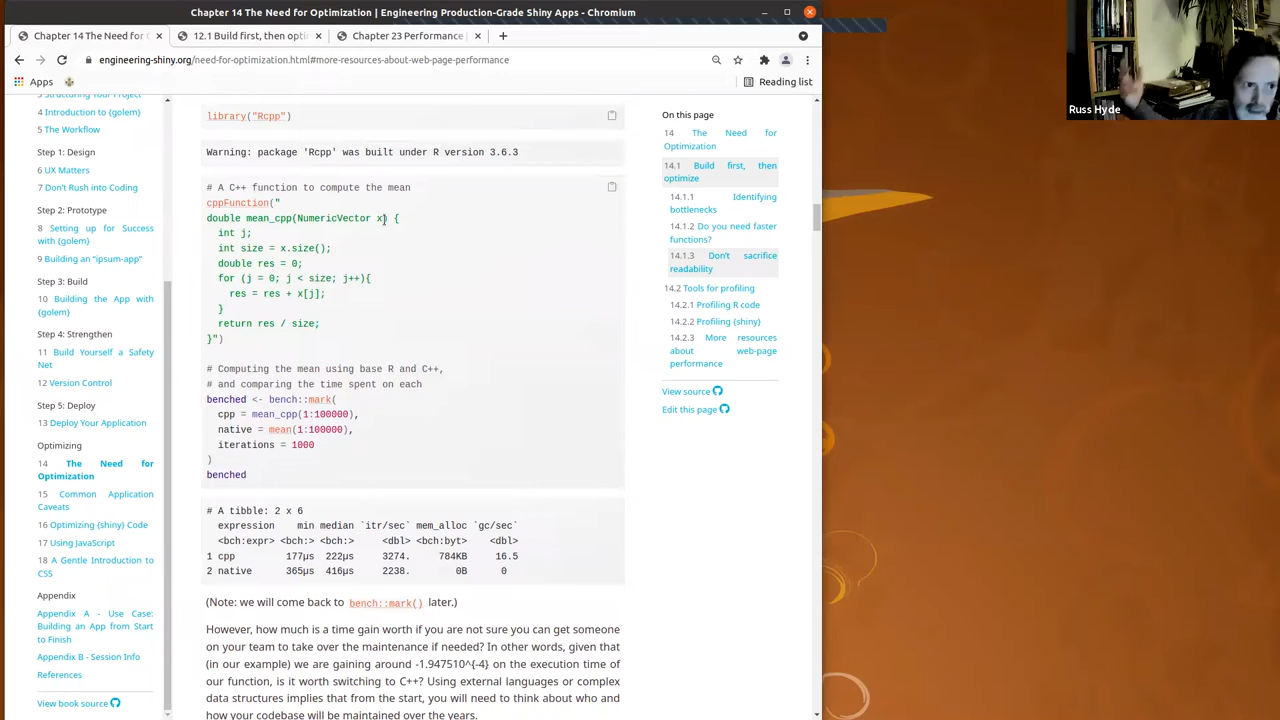 Chapter 14 The Need for Optimization | Engineering Production-Grade Shiny Apps - Chromium
Chapter 14 The Need for O
12.1 Build first, then opti
Chapter 23 Performance
engineering-shiny.org/need-for-optimization.html#more-resources-about-web-page-performance
Apps
Reading list
Structuring Your Project
4 Introduction to {golem}
5 The Workflow
Step 1: Design
6 UX Matters
7 Don't Rush into Coding
Step 2: Prototype
8 Setting up for Success
with {golem}
9 Building an "ipsum-app"
Step 3: Build
10 Building the App with
{golem}
Step 4: Strengthen
11 Build Yourself a Safety
Net
12 Version Control
Step 5: Deploy
13 Deploy Your Application
Optimizing
14 The Need for
Optimization
15 Common Application
Caveats
16 Optimizing {shiny} Code
17 Using JavaScript
18 A Gentle Introduction to
CSS
Appendix
Appendix A - Use Case:
Building an App from Start
to Finish
Appendix B - Session Info
References
View book source
library("Rcpp")
Warning: package 'Rcpp' was built under R version 3.6.3
# A C++ function to compute the mean
cppFunction("
double mean_cpp(NumericVector x) {
int j;
int size = x.size();
double res = 0;
for (j = 0; j < size; j++){
res = res + x[j];
}
return res / size;
}")
# Computing the mean using base R and C++,
# and comparing the time spent on each
benched <- bench::mark(
cpp = mean_cpp(1:100000),
native = mean(1:100000),
iterations = 1000
)
benched
# A tibble: 2 x 6
expression min median `itr/sec` mem_alloc `gc/sec`
<bch:expr> <bch:> <bch:> <dbl> <bch:byt> <dbl>
1 cpp 177µs 222µs 3274. 784KB 16.5
2 native 365µs 416µs 2238. 0B 0
(Note: we will come back to bench::mark() later.)
However, how much is a time gain worth if you are not sure you can get someone
on your team to take over the maintenance if needed? In other words, given that
(in our example) we are gaining around -1.947510^{-4} on the execution time of
our function, is it worth switching to C++? Using external languages or complex
data structures implies that from the start, you will need to think about who and
how your codebase will be maintained over the years.
On this page
14 The Need for
Optimization
14.1 Build first, then
optimize
14.1.1 Identifying
bottlenecks
14.1.2 Do you need faster
functions?
14.1.3 Don't sacrifice
readability
14.2 Tools for profiling
14.2.1 Profiling R code
14.2.2 Profiling {shiny}
14.2.3 More resources
about web-page
performance
View source
Edit this page
Russ Hyde